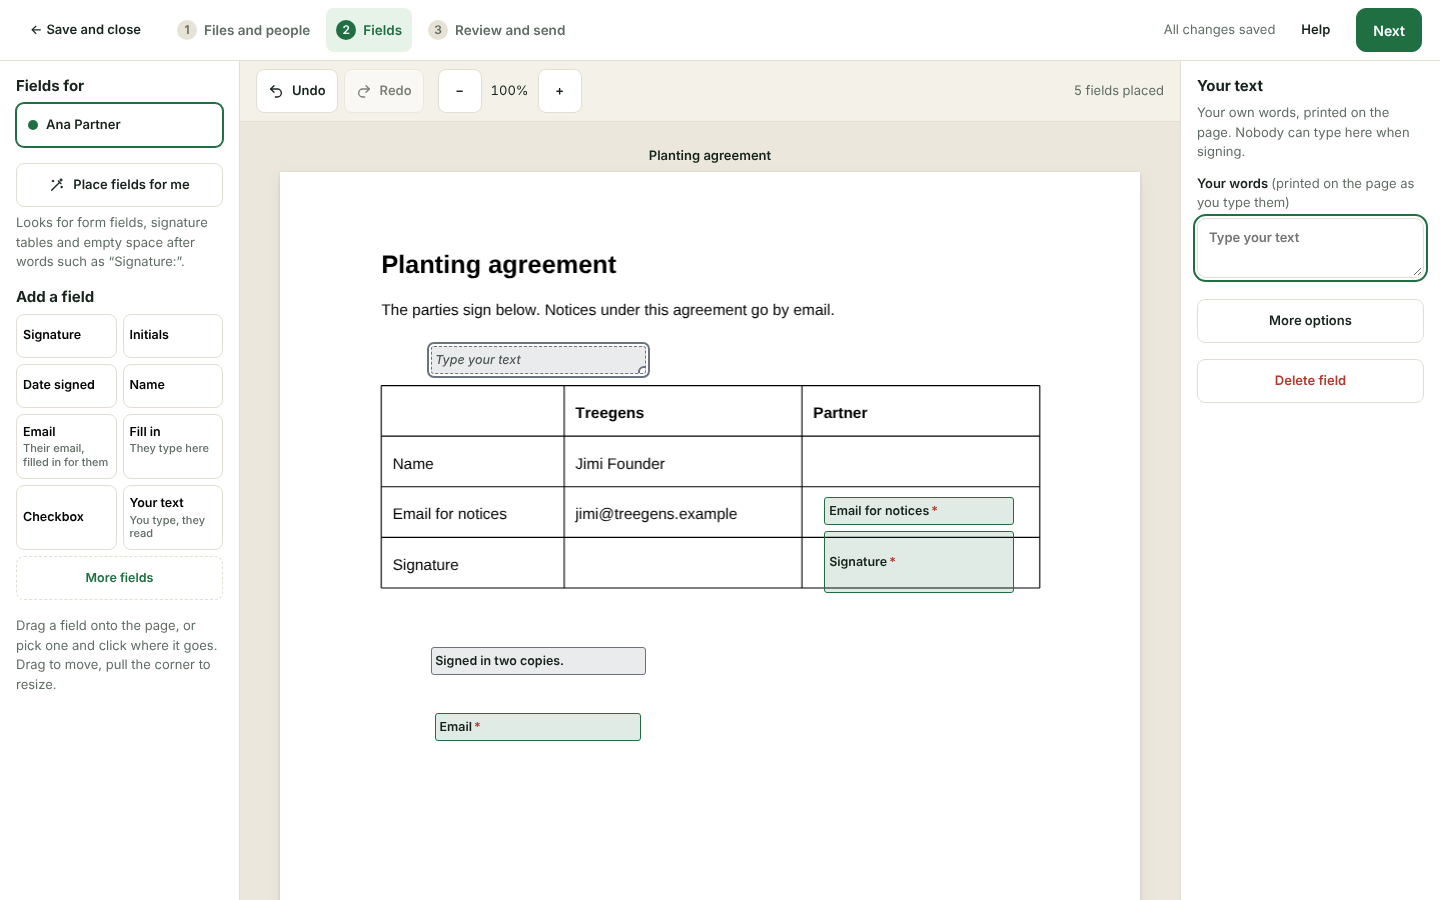 ← Save and close
1 Files and people
2 Fields
3 Review and send
All changes saved
Help
Next
Fields for
Ana Partner
Place fields for me
Looks for form fields, signature
tables and empty space after
words such as “Signature:”.
Add a field
Signature
Initials
Date signed
Name
Email
Their email,
filled in for them
Fill in
They type here
Checkbox
Your text
You type, they
read
More fields
Drag a field onto the page, or
pick one and click where it goes.
Drag to move, pull the corner to
resize.
Undo
Redo
−
100%
+
5 fields placed
Planting agreement
Planting agreement
The parties sign below. Notices under this agreement go by email.
Type your text
Treegens
Partner
Name
Jimi Founder
Email for notices
jimi@treegens.example
Email for notices *
Signature
Signature *
Signed in two copies.
Email *
Your text
Your own words, printed on the
page. Nobody can type here when
signing.
Your words (printed on the page as
you type them)
Type your text
More options
Delete field